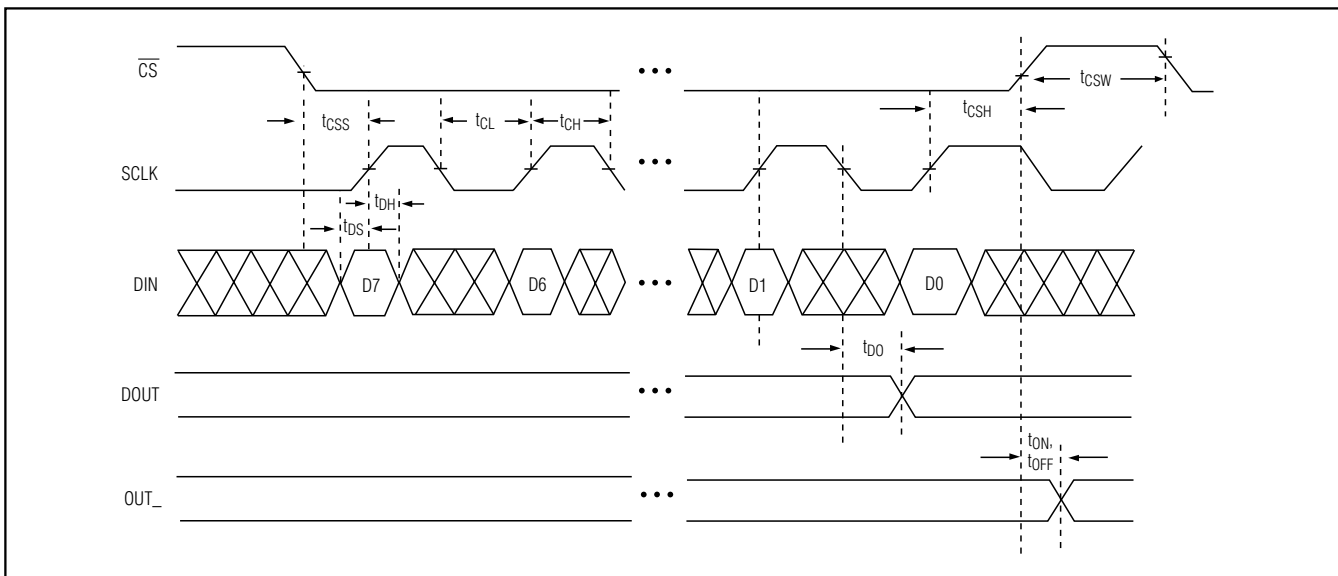 CS
tCSW
tCSS
tCL
tCH
tCSH
SCLK
tDH
tDS
DIN
D7
D6
D1
D0
tDO
DOUT
tON,
tOFF
OUT_